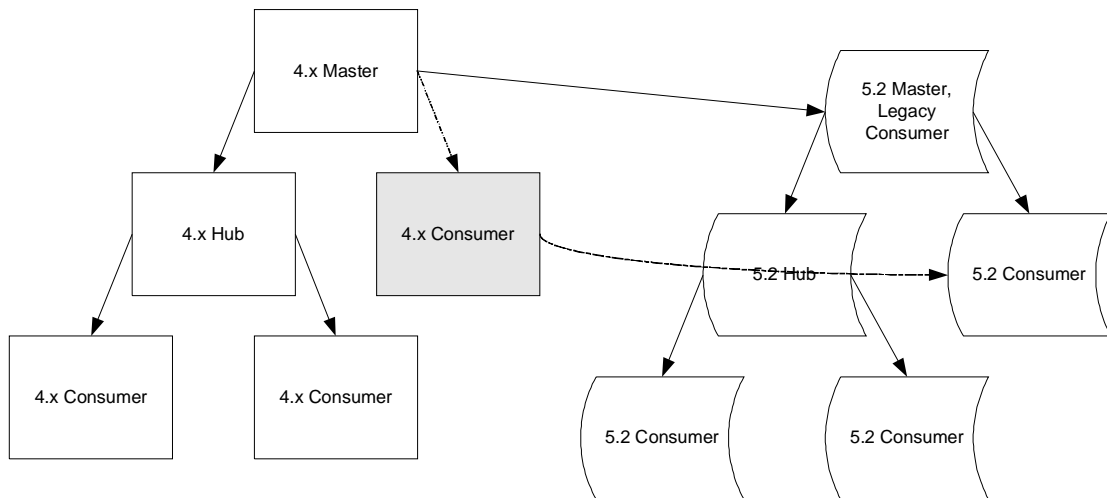 4.x Master
5.2 Master,
Legacy
Consumer
4.x Hub
4.x Consumer
5.2 Hub
5.2 Consumer
4.x Consumer
4.x Consumer
5.2 Consumer
5.2 Consumer